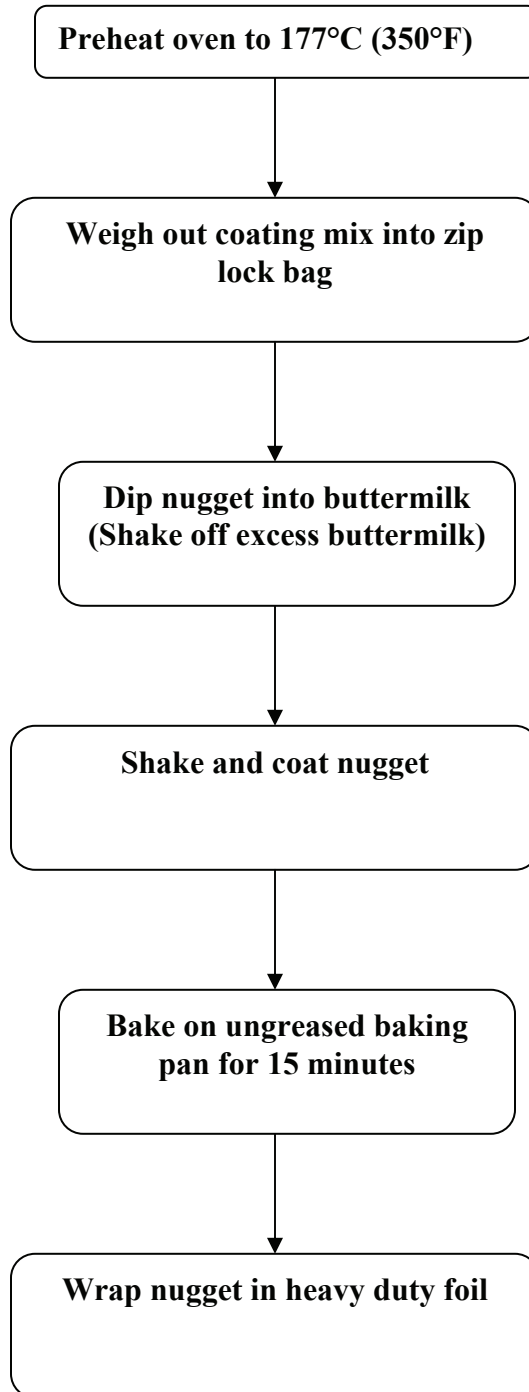 Preheat oven to 177°C (350°F)
Weigh out coating mix into zip
lock bag
Dip nugget into buttermilk
(Shake off excess buttermilk)
Shake and coat nugget
Bake on ungreased baking
pan for 15 minutes
Wrap nugget in heavy duty foil